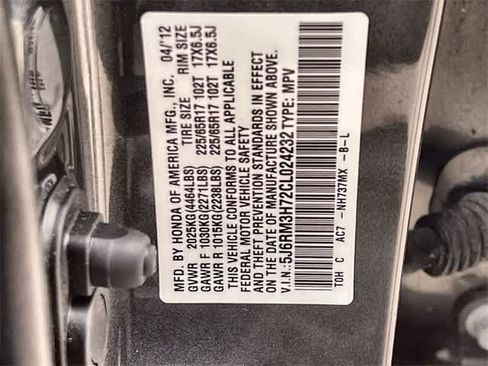 MFD. BY HONDA OF AMERICA MFG., INC. 04/12
TIRE SIZE RIM SIZE
GVWR 2025KG(4464LBS)
GAWR F 1030KG(2271LBS) 225/65R17 102T 17X6.5J
GAWR R 1015KG(2238LBS) 225/65R17 102T 17X6.5J
THIS VEHICLE CONFORMS TO ALL APPLICABLE
FEDERAL MOTOR VEHICLE SAFETY
AND THEFT PREVENTION STANDARDS IN EFFECT
ON THE DATE OF MANUFACTURE SHOWN ABOVE.
V.I.N.: 5J6RM3H72CL024232 TYPE: MPV
T0H C AC7 -NH737MX -B-L